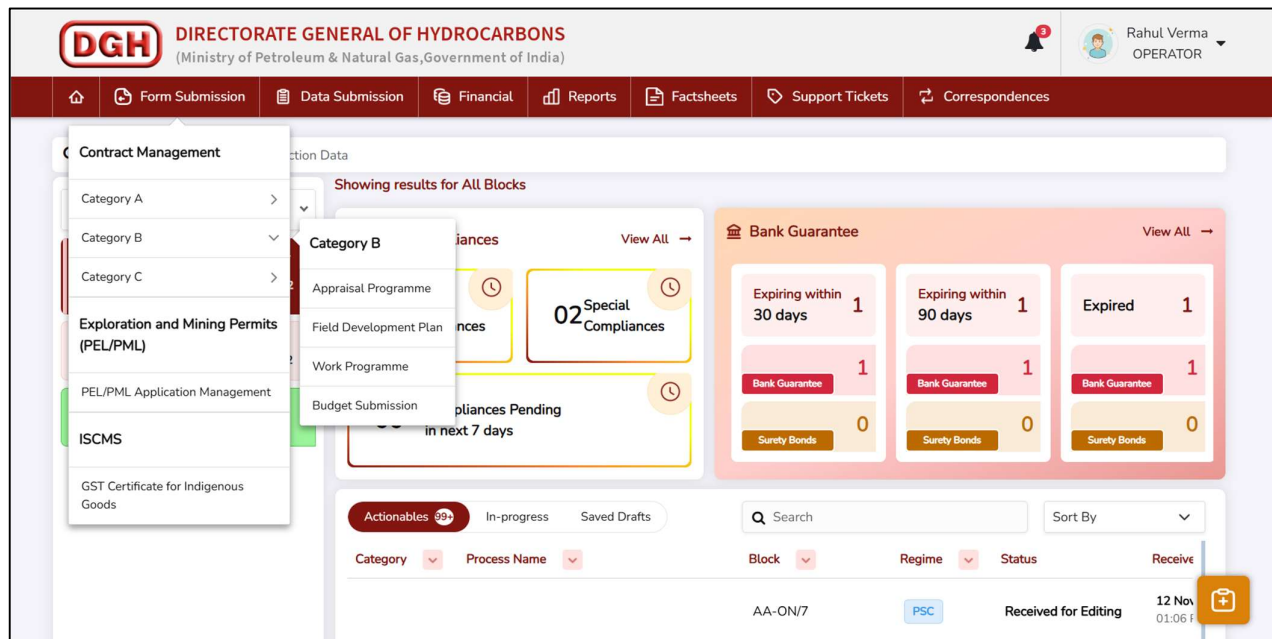 DGH
DIRECTORATE GENERAL OF HYDROCARBONS
(Ministry of Petroleum & Natural Gas,Government of India)
3
Rahul Verma
OPERATOR
Form Submission
Data Submission
Financial
Reports
Factsheets
Support Tickets
Correspondences
Contract Management
Category A
Category B
Category C
Exploration and Mining Permits
(PEL/PML)
PEL/PML Application Management
ISCMS
GST Certificate for Indigenous
Goods
Category B
Appraisal Programme
Field Development Plan
Work Programme
Budget Submission
Data
Showing results for All Blocks
View All
02 Special
Compliances
Pending
in next 7 days
Bank Guarantee
View All
Expiring within
30 days
1
Bank Guarantee
1
Surety Bonds
0
Expiring within
90 days
1
Bank Guarantee
1
Surety Bonds
0
Expired
1
Bank Guarantee
1
Surety Bonds
0
Actionables 99+
In-progress
Saved Drafts
Search
Sort By
Category
Process Name
Block
Regime
Status
Receive
AA-ON/7
PSC
Received for Editing
12 Nov
01:06